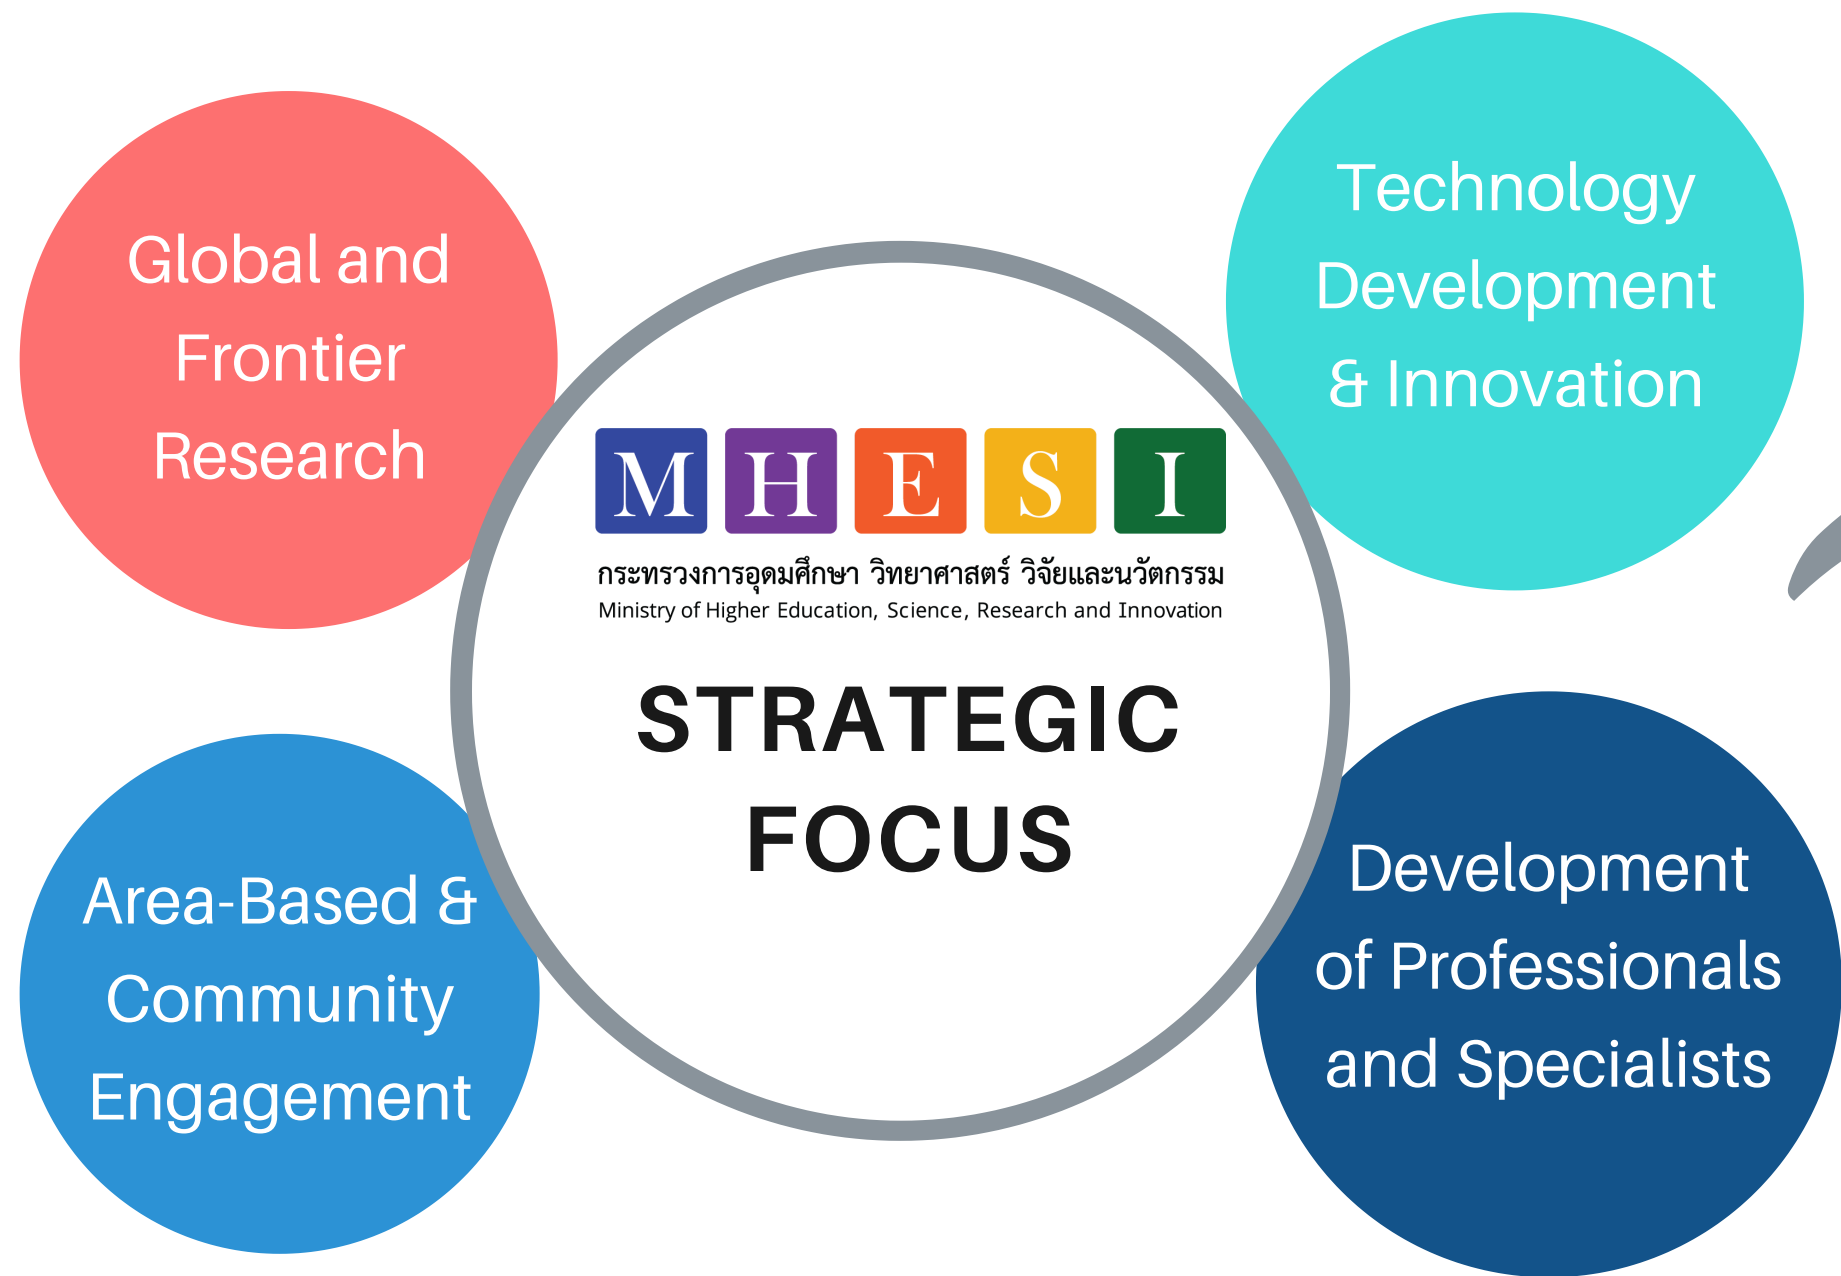 Global and
Frontier
Research
Technology
Development
& Innovation
M H E S I
กระทรวงการอุดมศึกษา วิทยาศาสตร์ วิจัยและนวัตกรรม
Ministry of Higher Education, Science, Research and Innovation
STRATEGIC
FOCUS
Area-Based &
Community
Engagement
Development
of Professionals
and Specialists